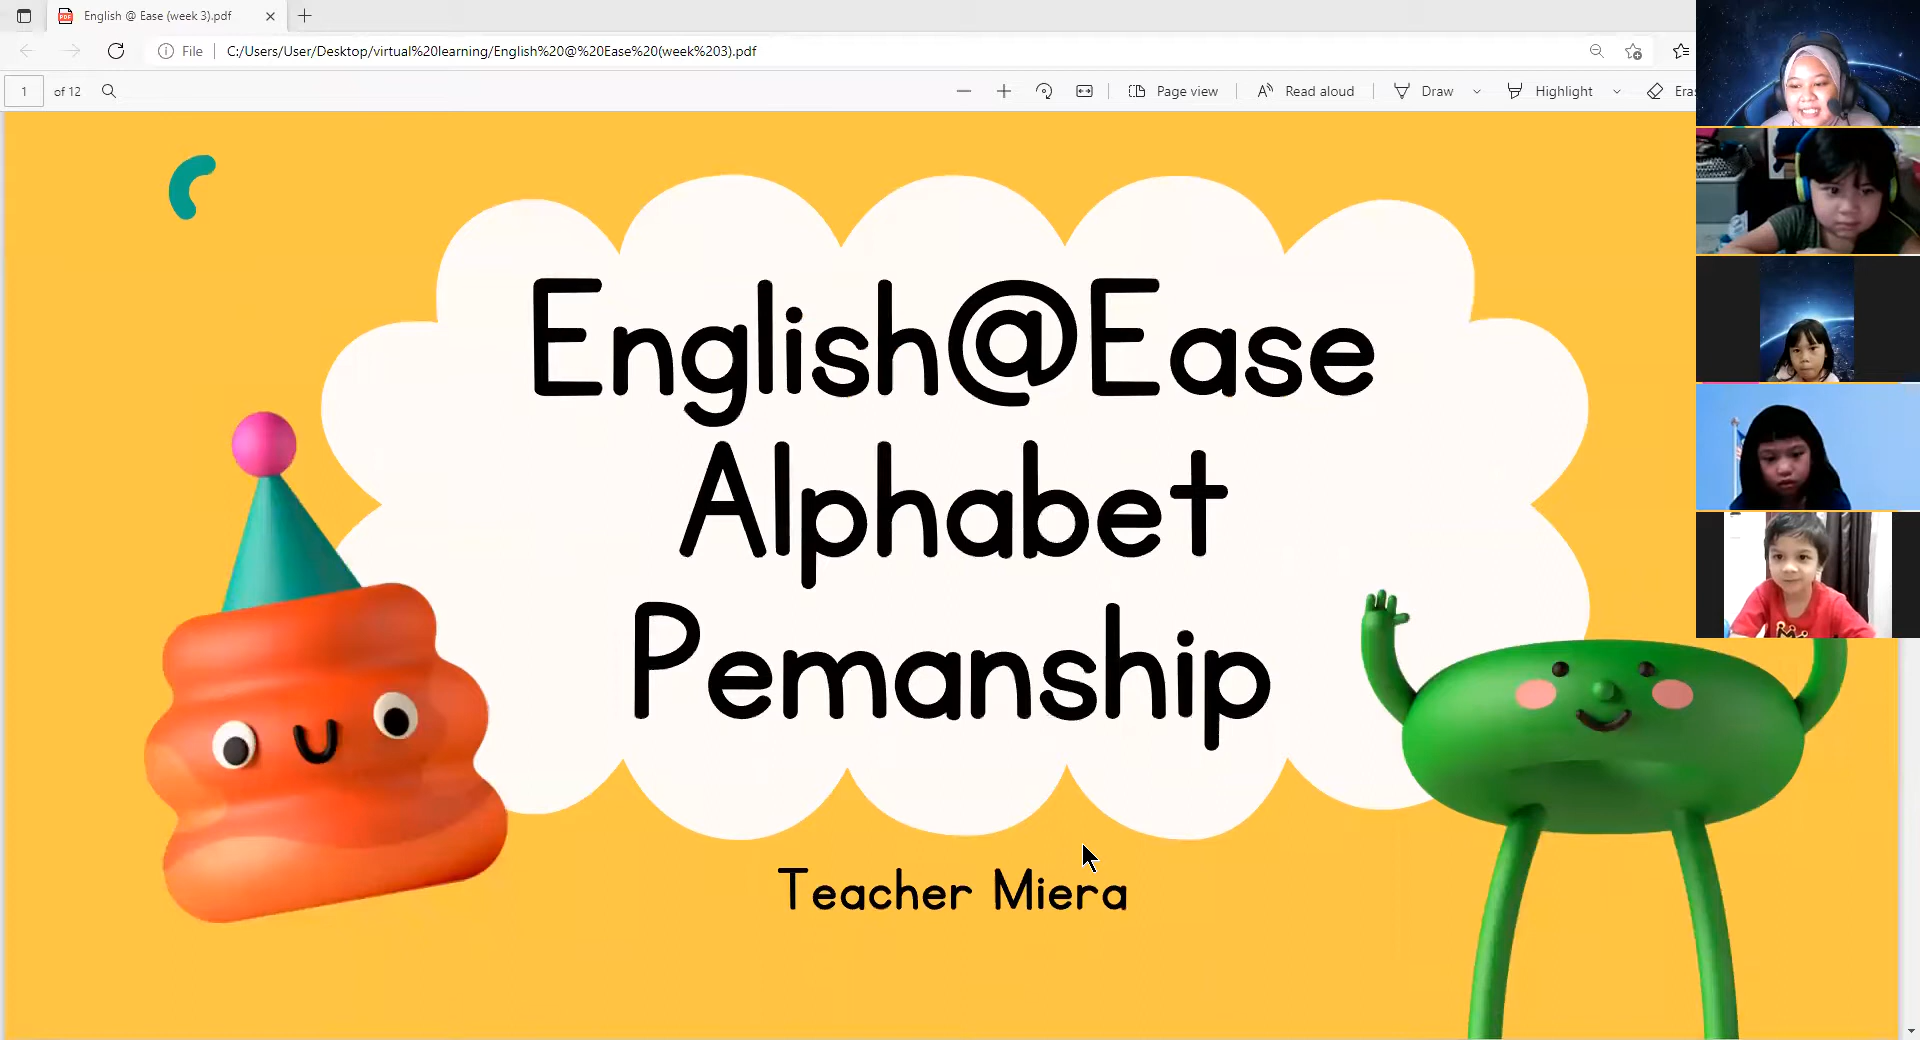 English @ Ease (week 3).pdf
File C:/Users/User/Desktop/virtual%20learning/English%20@%20Ease%20(week%203).pdf
1 of 12 Page view Read aloud Draw Highlight Eras
English@Ease
Alphabet
Pemanship
Teacher Miera